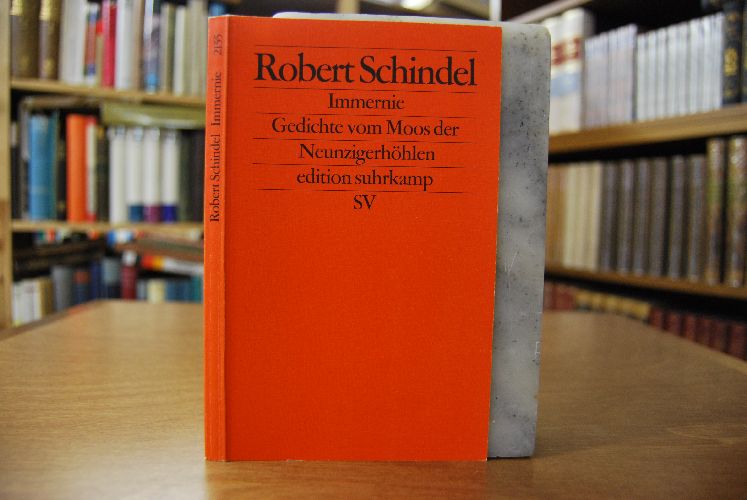 Robert Schindel
Immernie
Gedichte vom Moos der
Neunzigerhöhlen
edition suhrkamp
SV
Robert Schindel Immernie 2155